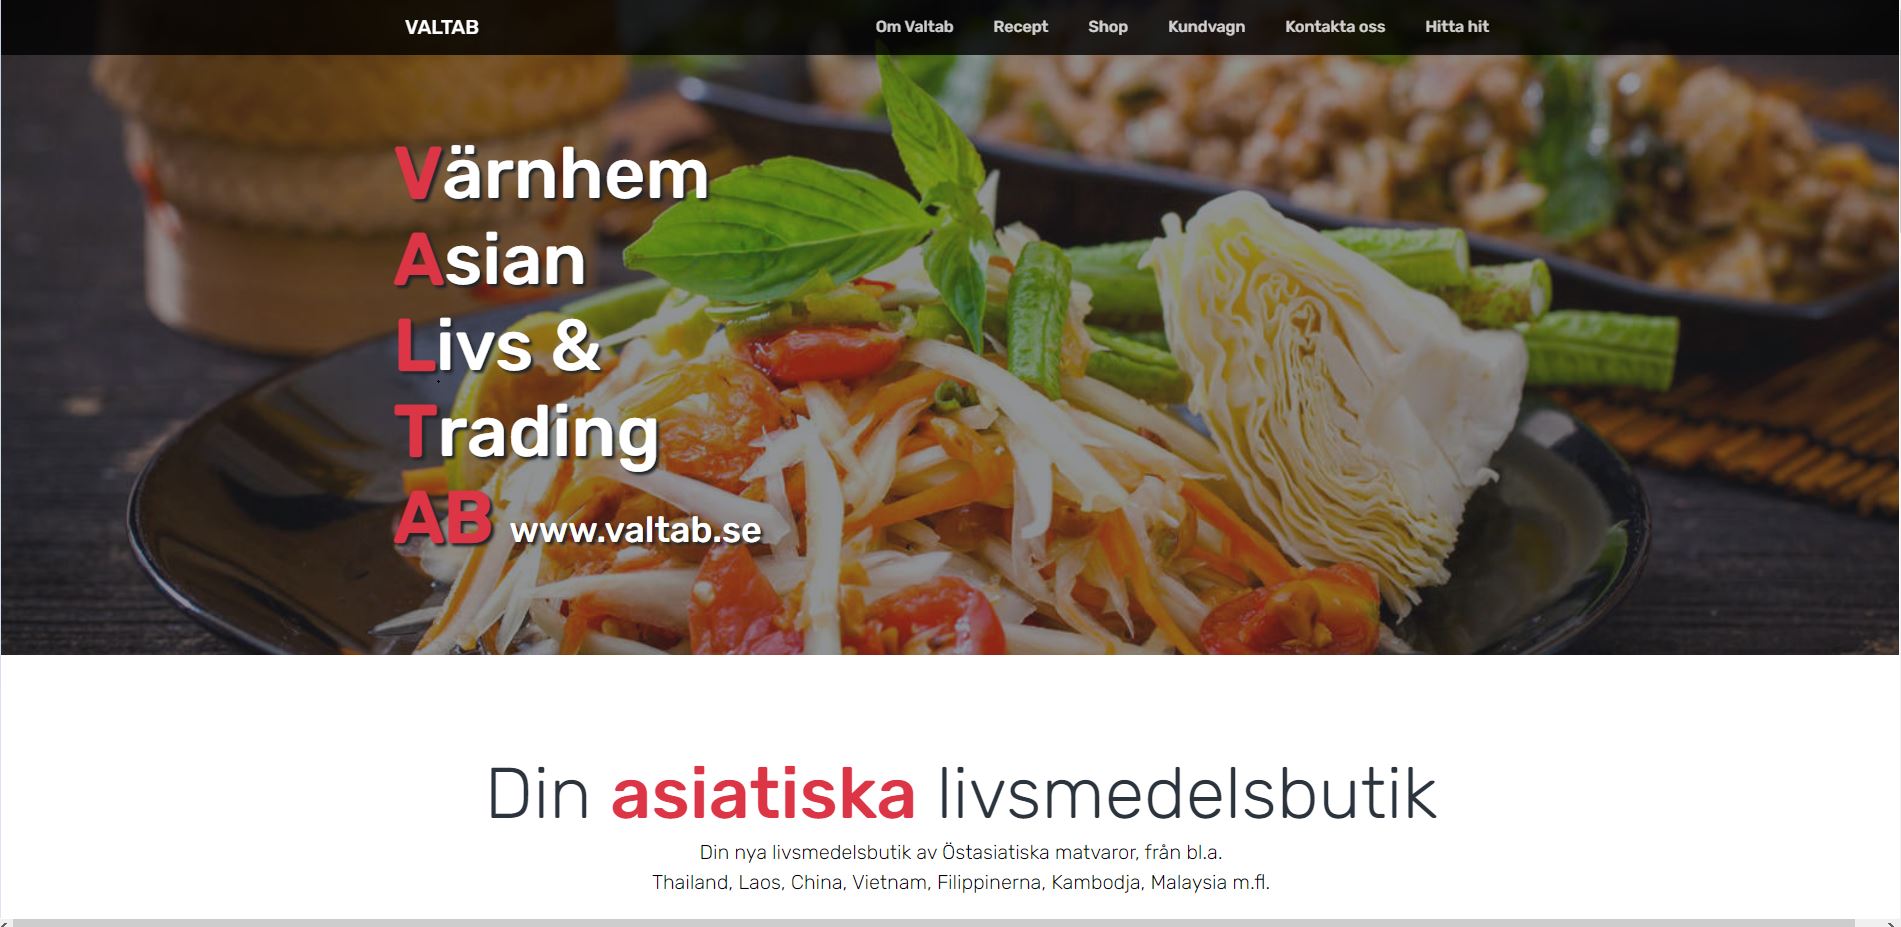 VALTAB
Om Valtab Recept Shop Kundvagn Kontakta oss Hitta hit
Värnhem
Asian
Livs &
Trading
AB www.valtab.se
Din asiatiska livsmedelsbutik
Din nya livsmedelsbutik av Östasiatiska matvaror, från bl.a.
Thailand, Laos, China, Vietnam, Filippinerna, Kambodja, Malaysia m.fl.